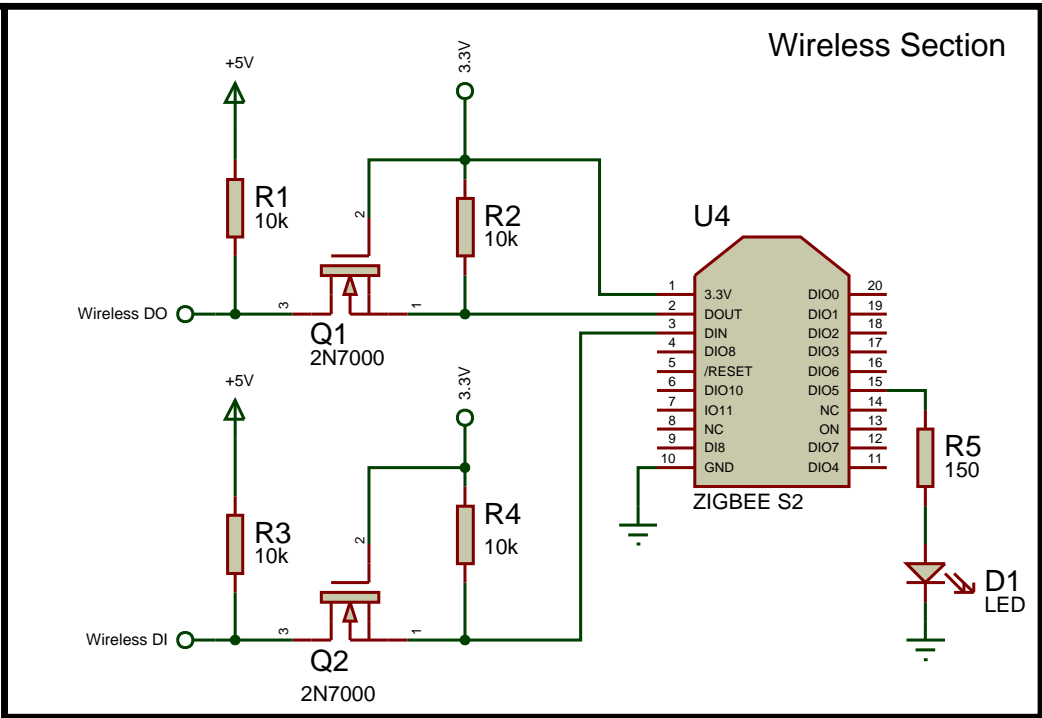 Wireless Section
+5V
3.3V
R1
10k
2
R2
10k
U4
Wireless DO
3
1
Q1
2N7000
1 3.3V DIO0 20
2 DOUT DIO1 19
3 DIN DIO2 18
4 DIO8 DIO3 17
5 /RESET DIO6 16
6 DIO10 DIO5 15
7 IO11 NC 14
8 NC ON 13
9 DI8 DIO7 12
10 GND DIO4 11
ZIGBEE S2
+5V
3.3V
R3
10k
2
R4
10k
Wireless DI
3
1
Q2
2N7000
R5
150
D1
LED